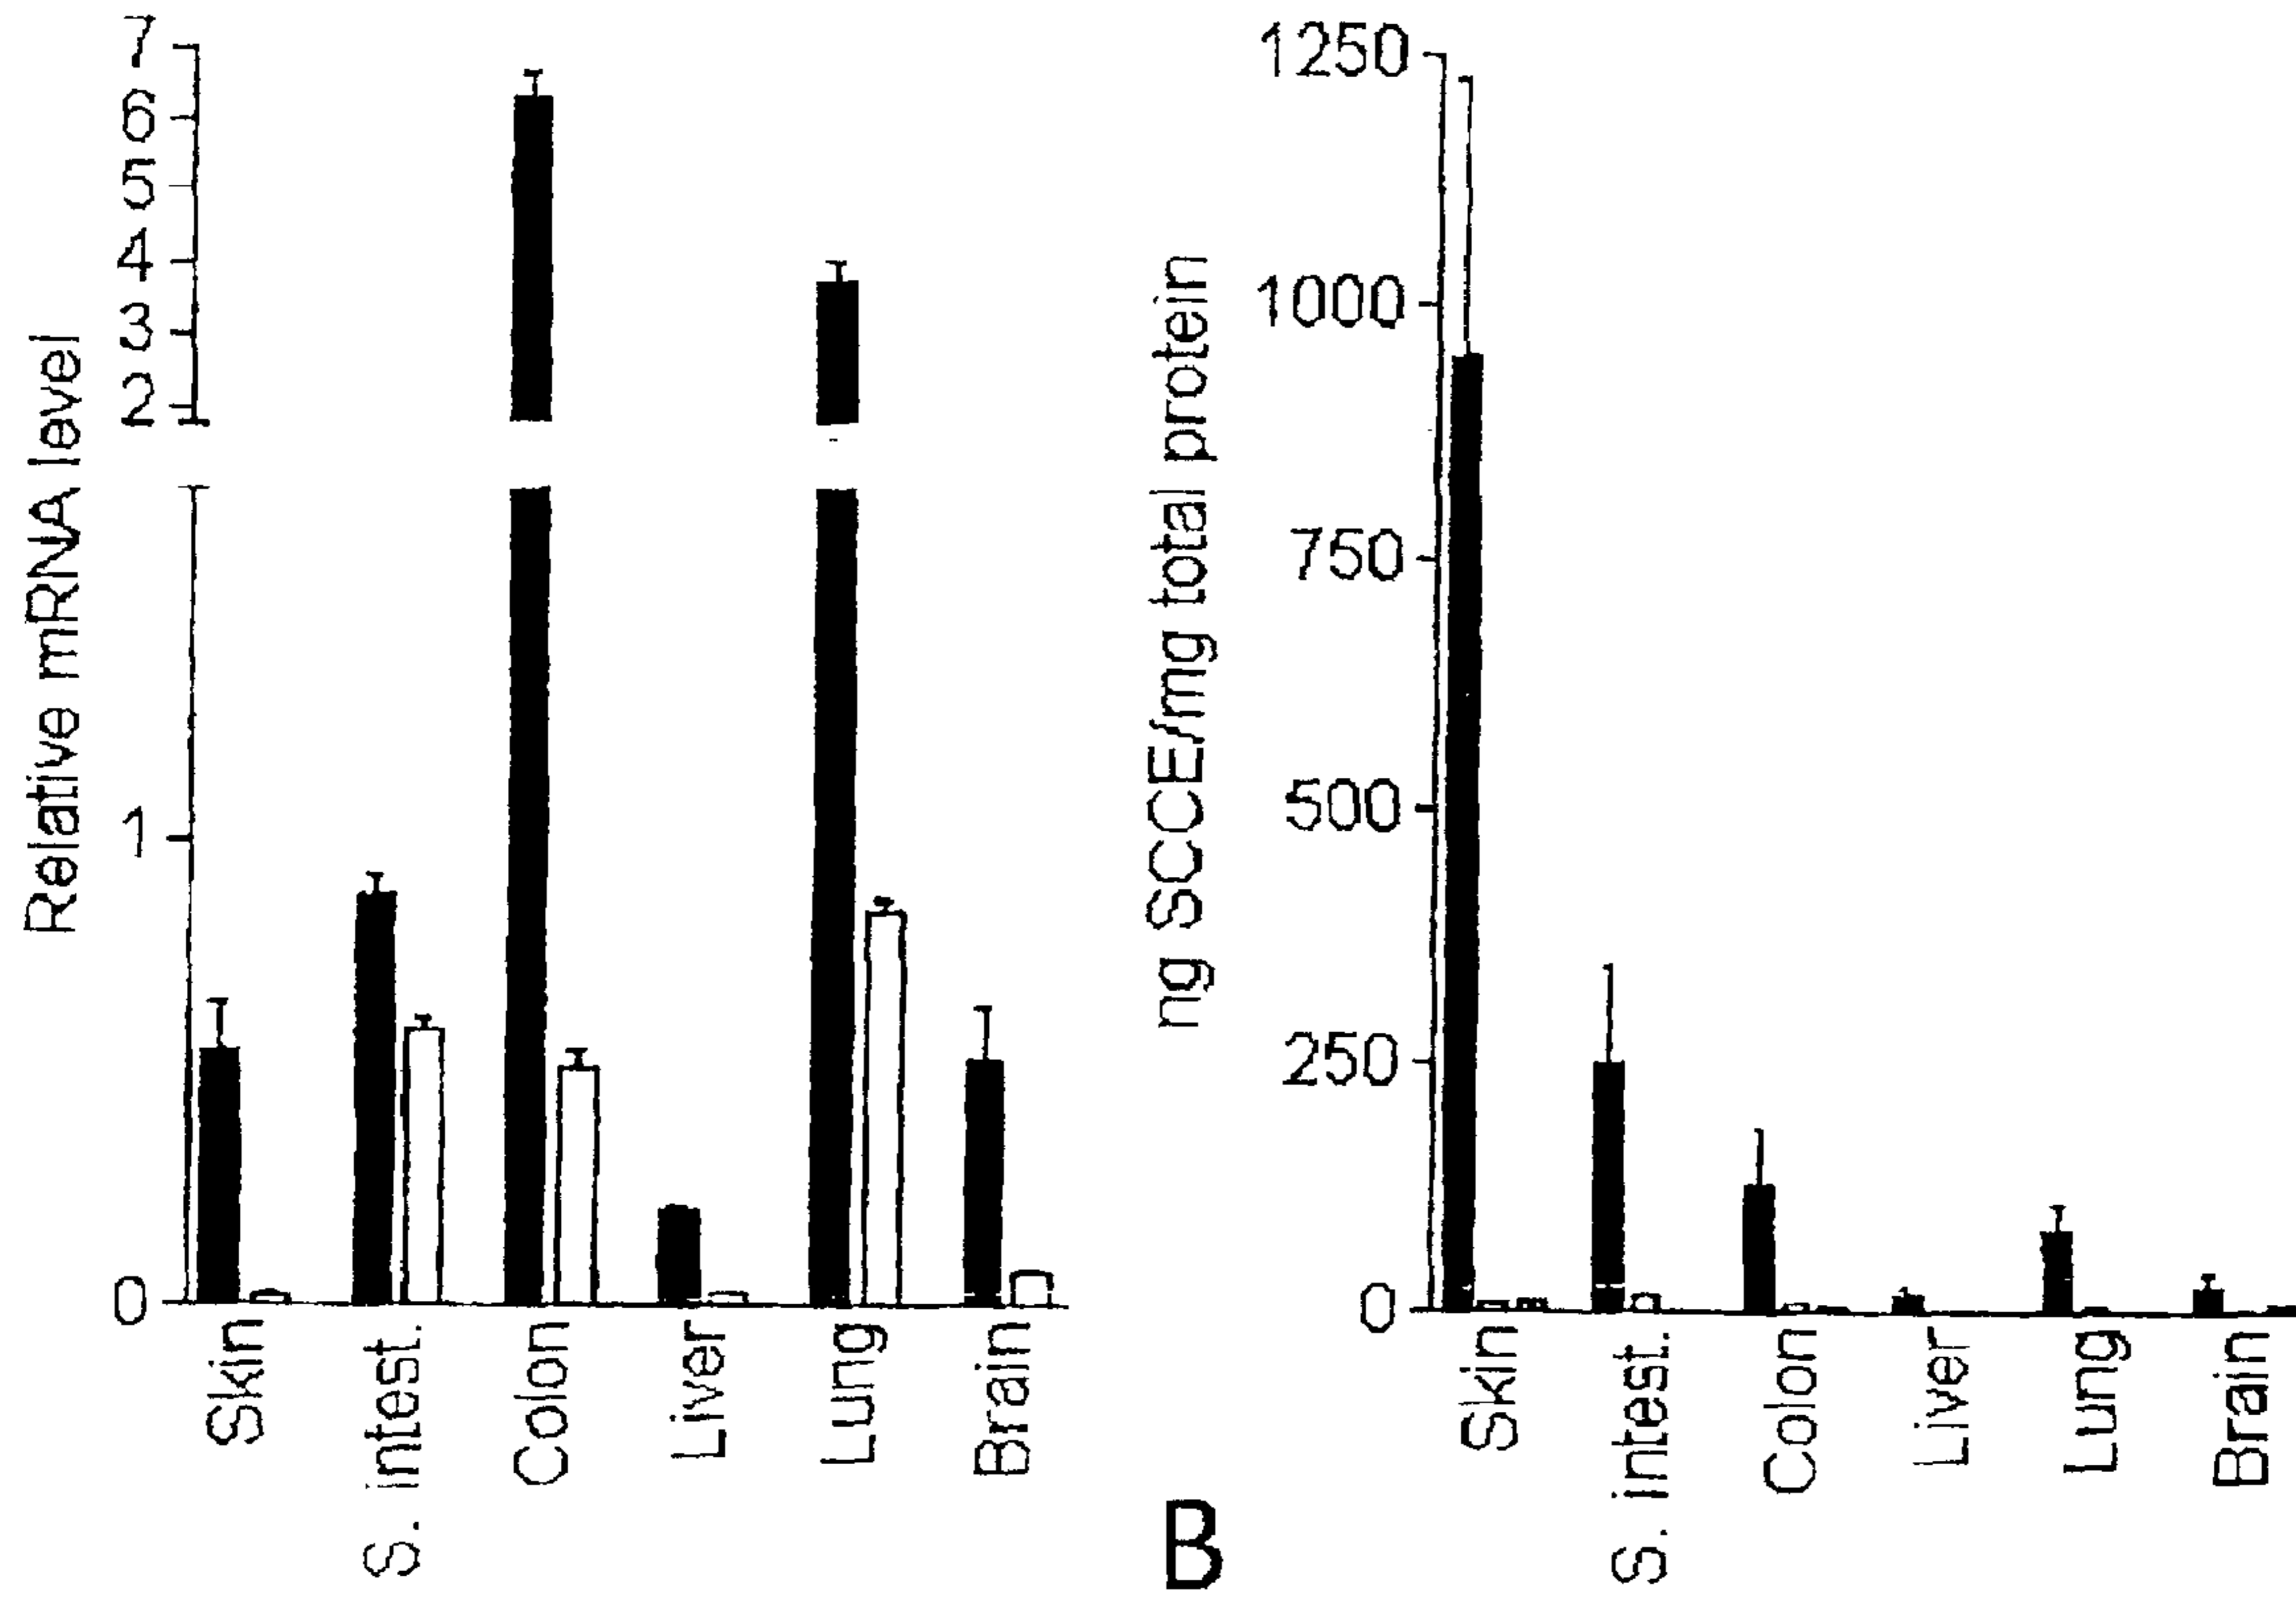 Relative mRNA level
7
6
5
4
3
2
1
0
Skin
S. intest.
Colon
Liver
Lung
Brain
B
ng SCCE/mg total protein
1250
1000
750
500
250
0
Skin
S. intest.
Colon
Liver
Lung
Brain